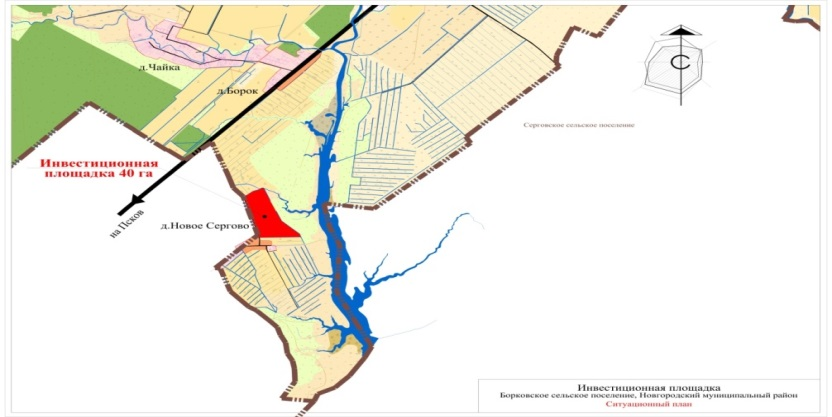 д.Чайка
д.Борок
С
Серговское сельское поселение
Инвестиционная
площадка 40 га
на Псков
д.Новое Сергово
Инвестиционная площадка
Борковское сельское поселение, Новгородский муниципальный район
Ситуационный план